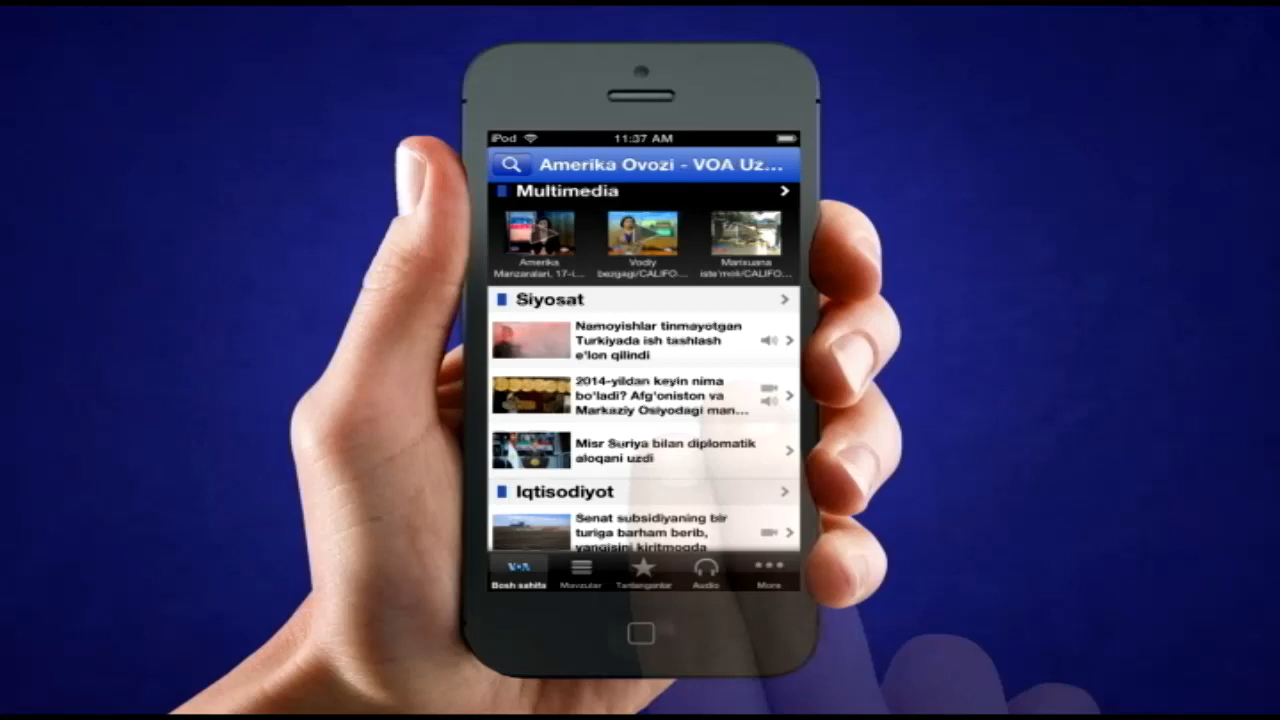 iPod 11:37 AM
Amerika Ovozi - VOA Uz...
Multimedia
Amerika
Manzaralari, 17-i...
Vodiy
bezgagi/CALIFO...
Marixuana
iste'moli/CALIFO...
Siyosat
Namoyishlar tinmayotgan
Turkiyada ish tashlash
e'lon qilindi
2014-yildan keyin nima
bo'ladi? Afg'oniston va
Markaziy Osiyodagi man...
Misr Suriya bilan diplomatik
aloqani uzdi
Iqtisodiyot
Senat subsidiyaning bir
turiga barham berib,
yangisini kiritmoqda
VOA
Bosh sahifa Mavzular Tanlanganlar Audio More